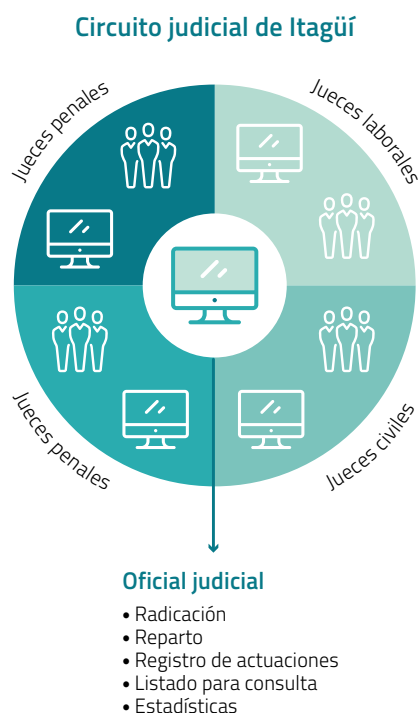 Circuito judicial de Itagüí
Jueces penales
Jueces laborales
Jueces penales
Jueces civiles
Oficial judicial
• Radicación
• Reparto
• Registro de actuaciones
• Listado para consulta
• Estadísticas